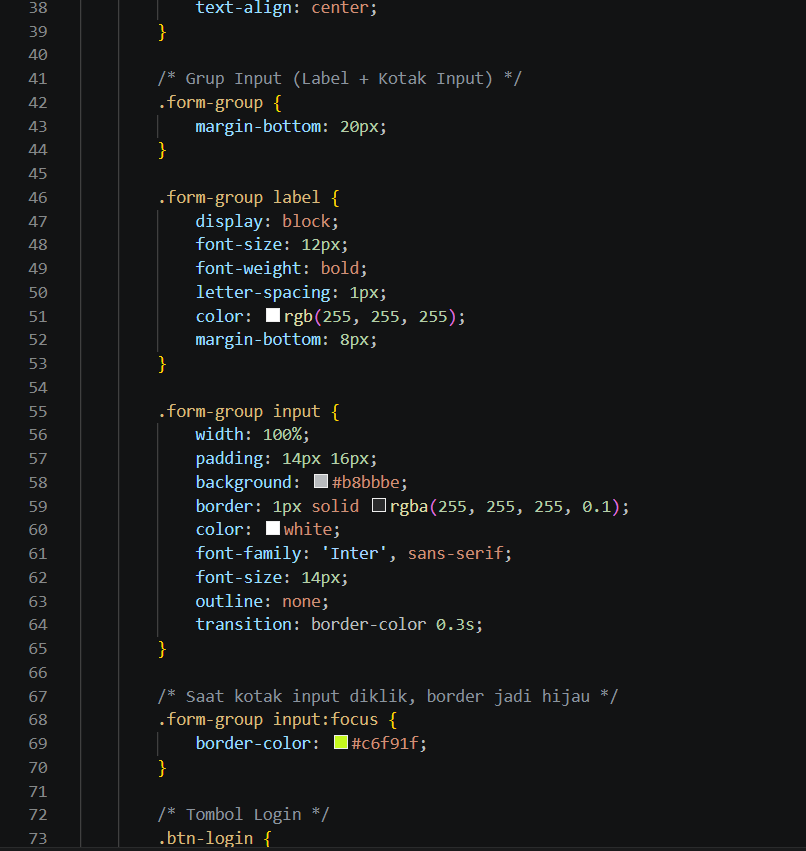 38 text-align: center;
39 }
40
41 /* Grup Input (Label + Kotak Input) */
42 .form-group {
43 margin-bottom: 20px;
44 }
45
46 .form-group label {
47 display: block;
48 font-size: 12px;
49 font-weight: bold;
50 letter-spacing: 1px;
51 color: rgb(255, 255, 255);
52 margin-bottom: 8px;
53 }
54
55 .form-group input {
56 width: 100%;
57 padding: 14px 16px;
58 background: #b8bbbe;
59 border: 1px solid rgba(255, 255, 255, 0.1);
60 color: white;
61 font-family: 'Inter', sans-serif;
62 font-size: 14px;
63 outline: none;
64 transition: border-color 0.3s;
65 }
66
67 /* Saat kotak input diklik, border jadi hijau */
68 .form-group input:focus {
69 border-color: #c6f91f;
70 }
71
72 /* Tombol Login */
73 .btn-login {